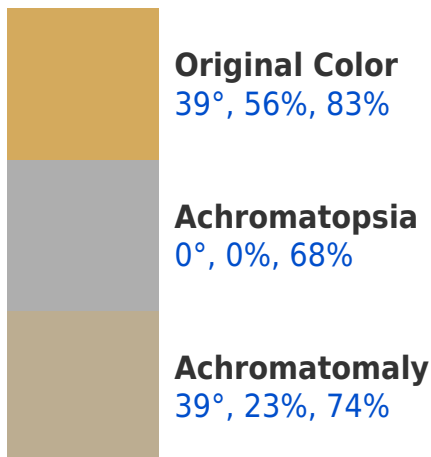 Original Color
39°, 56%, 83%
Achromatopsia
0°, 0%, 68%
Achromatomaly
39°, 23%, 74%